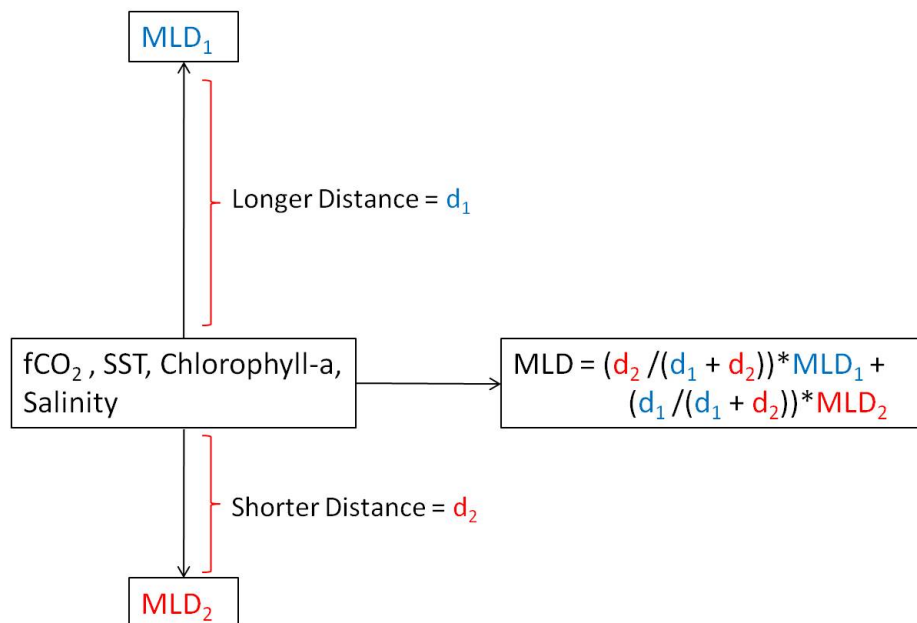 MLD₁
Longer Distance = d₁
fCO₂ , SST, Chlorophyll-a,
Salinity
MLD = (d₂ /(d₁ + d₂))*MLD₁ +
(d₁ /(d₁ + d₂))*MLD₂
Shorter Distance = d₂
MLD₂